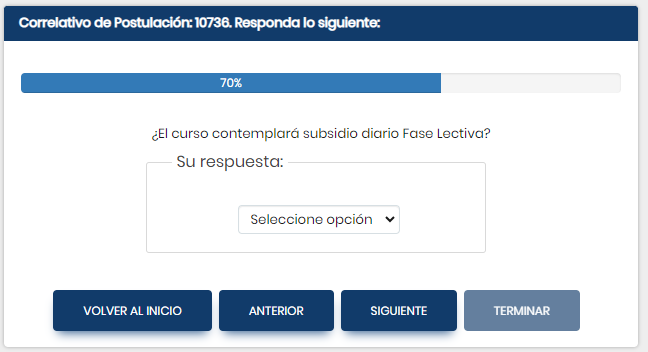 Correlativo de Postulación: 10736. Responda lo siguiente:
70%
¿El curso contemplará subsidio diario Fase Lectiva?
Su respuesta:
Seleccione opción
VOLVER AL INICIO
ANTERIOR
SIGUIENTE
TERMINAR